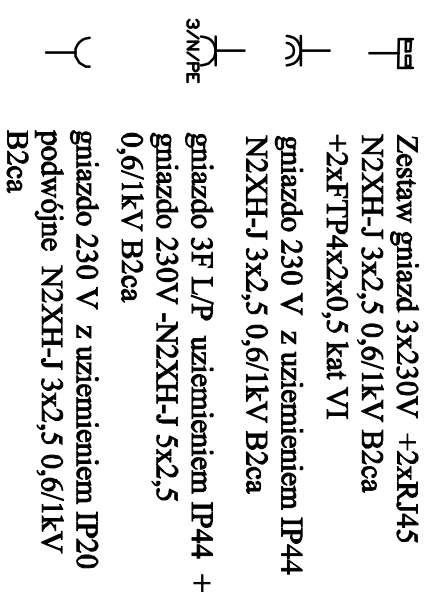 Zestaw gniazd 3x230V +2xRJ45
N2XH-J 3x2,5 0,6/1kV B2ca
+2xFTP4x2x0,5 kat VI
gniazdo 230 V z uziemieniem IP44
N2XH-J 3x2,5 0,6/1kV B2ca
3/N/PE
gniazdo 3F L/P uziemieniem IP44 +
gniazdo 230V -N2XH-J 5x2,5
0,6/1kV B2ca
gniazdo 230 V z uziemieniem IP20
podwójne N2XH-J 3x2,5 0,6/1kV
B2ca